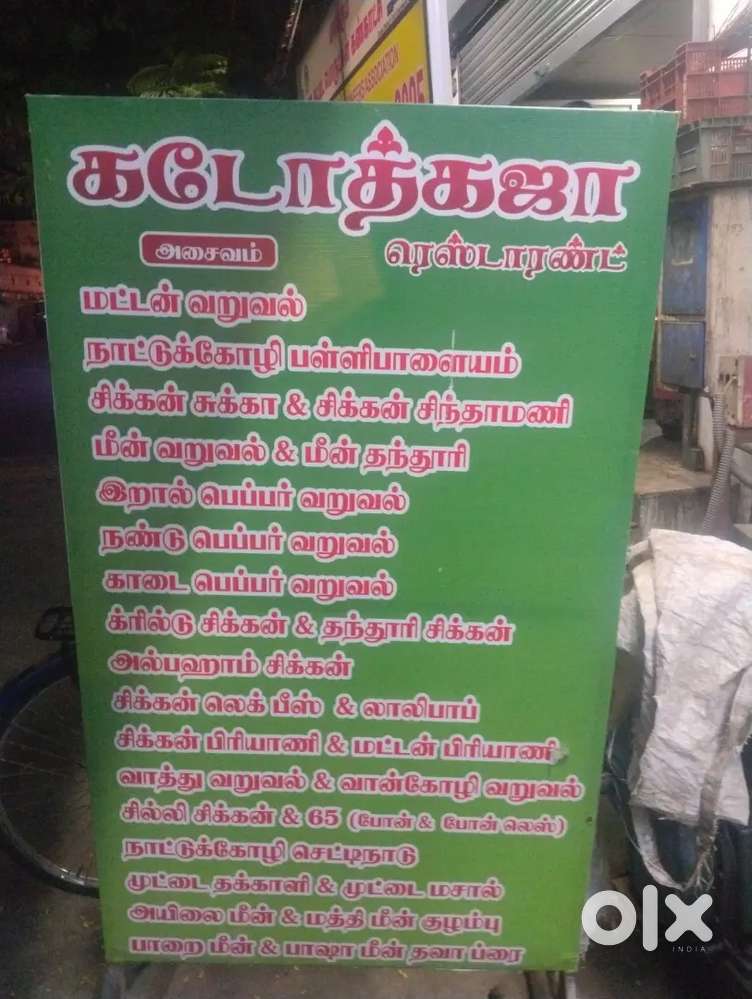 ASSOCIATION
கடோத்கஜா
அசைவம் ரெஸ்டாரண்ட்
மட்டன் வறுவல்
நாட்டுக்கோழி பள்ளிபாளையம்
சிக்கன் சுக்கா & சிக்கன் சிந்தாமணி
மீன் வறுவல் & மீன் தந்தூரி
இறால் பெப்பர் வறுவல்
நண்டு பெப்பர் வறுவல்
காடை பெப்பர் வறுவல்
க்ரில்டு சிக்கன் & தந்தூரி சிக்கன்
அல்பஹாம் சிக்கன்
சிக்கன் லெக் பீஸ் & லாலிபாப்
சிக்கன் பிரியாணி & மட்டன் பிரியாணி
வாத்து வறுவல் & வான்கோழி வறுவல்
சில்லி சிக்கன் & 65 (போன் & போன் லெஸ்)
நாட்டுக்கோழி செட்டிநாடு
முட்டை தக்காளி & முட்டை மசால்
அயிலை மீன் & மத்தி மீன் குழம்பு
பாறை மீன் & பாஷா மீன் தவா ப்ரை
olx
INDIA